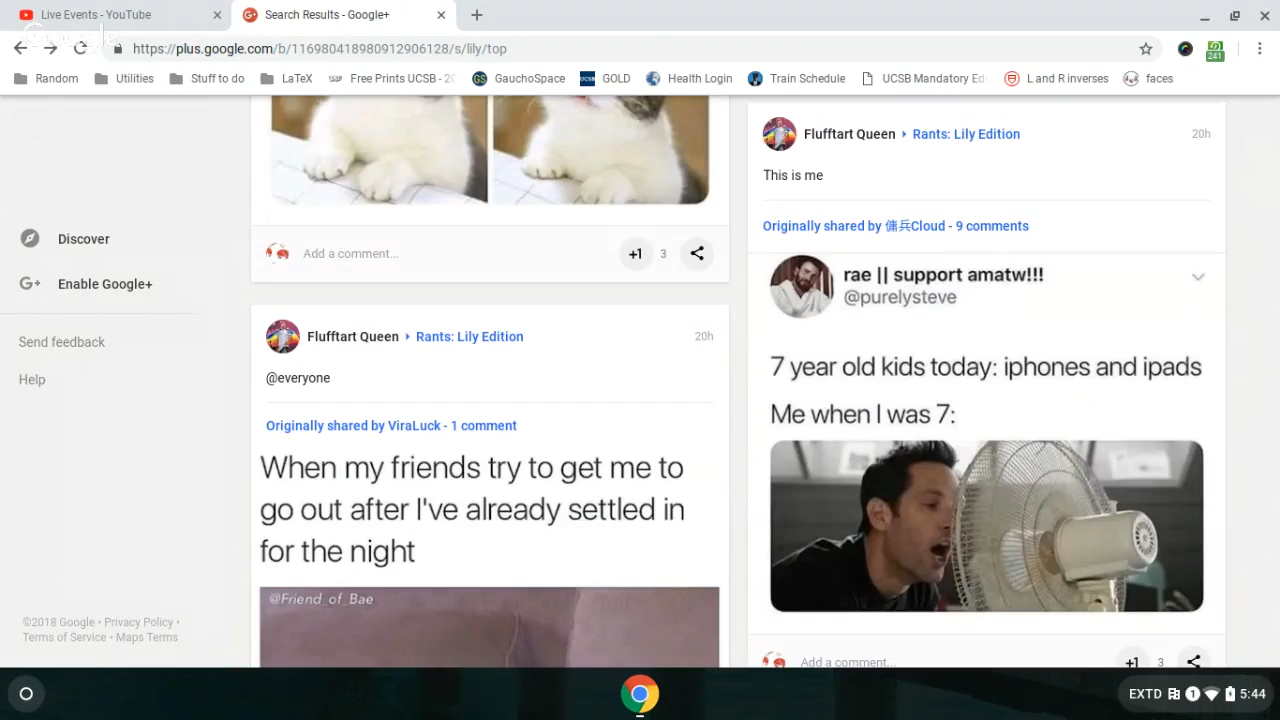 Live Events - YouTube
Search Results - Google+
Google
https://plus.google.com/b/116980418980912906128/s/lily/top
241
Random
Utilities
Stuff to do
LaTeX
Free Prints UCSB - 20
GS
GauchoSpace
UCSB
GOLD
Health Login
Train Schedule
UCSB Mandatory Ed
L and R inverses
faces
Discover
G+ Enable Google+
Send feedback
Help
©2018 Google • Privacy Policy •
Terms of Service • Maps Terms
Add a comment...
+1
3
Flufftart Queen
Rants: Lily Edition
20h
@everyone
Originally shared by ViraLuck - 1 comment
When my friends try to get me to
go out after I've already settled in
for the night
@Friend_of_Bae
Flufftart Queen
Rants: Lily Edition
20h
This is me
Originally shared by 傭兵Cloud - 9 comments
rae || support amatw!!!
@purelysteve
7 year old kids today: iphones and ipads
Me when I was 7:
Add a comment...
+1
3
EXTD
1
5:44